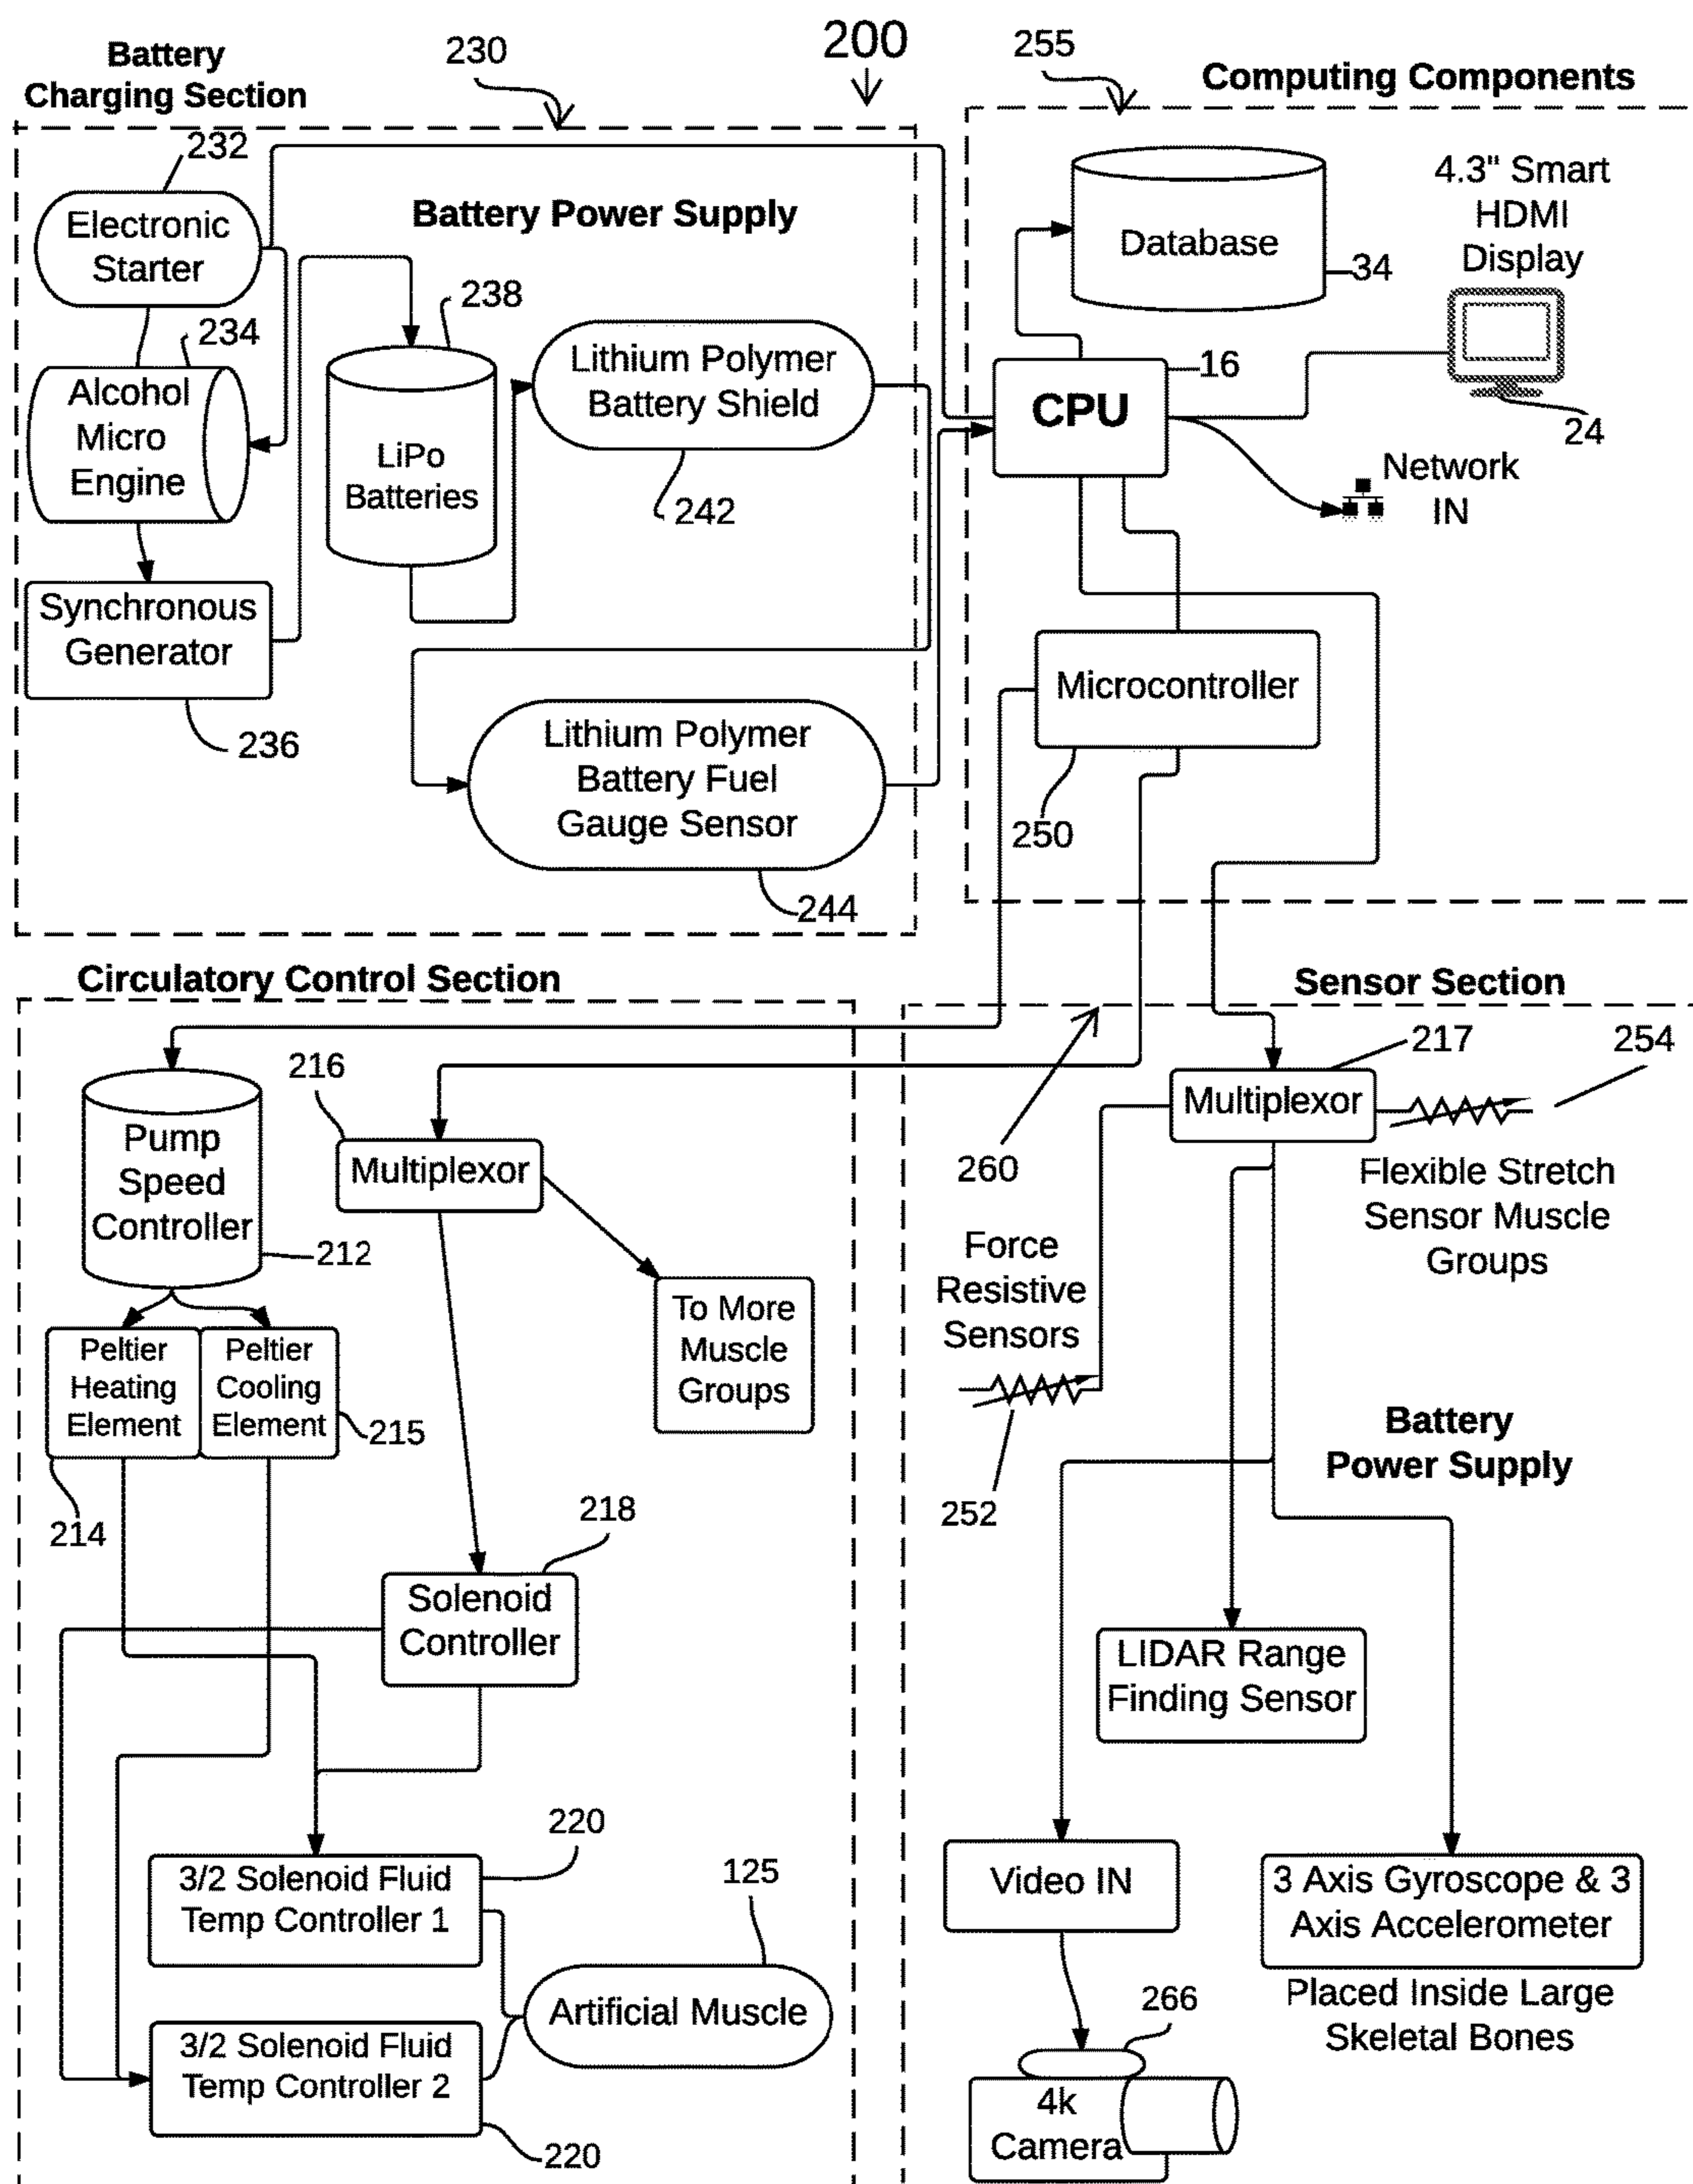 200
Battery
Charging Section
230
232
Electronic
Starter
Battery Power Supply
234
Alcohol
Micro
Engine
238
LiPo
Batteries
Lithium Polymer
Battery Shield
242
Synchronous
Generator
236
Lithium Polymer
Battery Fuel
Gauge Sensor
244
255
Computing Components
Database
34
4.3" Smart
HDMI
Display
24
CPU
16
Network
IN
Microcontroller
250
Circulatory Control Section
216
Multiplexor
Pump
Speed
Controller
212
To More
Muscle
Groups
Peltier
Heating
Element
Peltier
Cooling
Element
215
214
218
Solenoid
Controller
220
3/2 Solenoid Fluid
Temp Controller 1
125
Artificial Muscle
3/2 Solenoid Fluid
Temp Controller 2
220
Sensor Section
217
254
Multiplexor
260
Flexible Stretch
Sensor Muscle
Groups
Force
Resistive
Sensors
252
Battery
Power Supply
LIDAR Range
Finding Sensor
Video IN
3 Axis Gyroscope & 3
Axis Accelerometer
Placed Inside Large
Skeletal Bones
266
4k
Camera